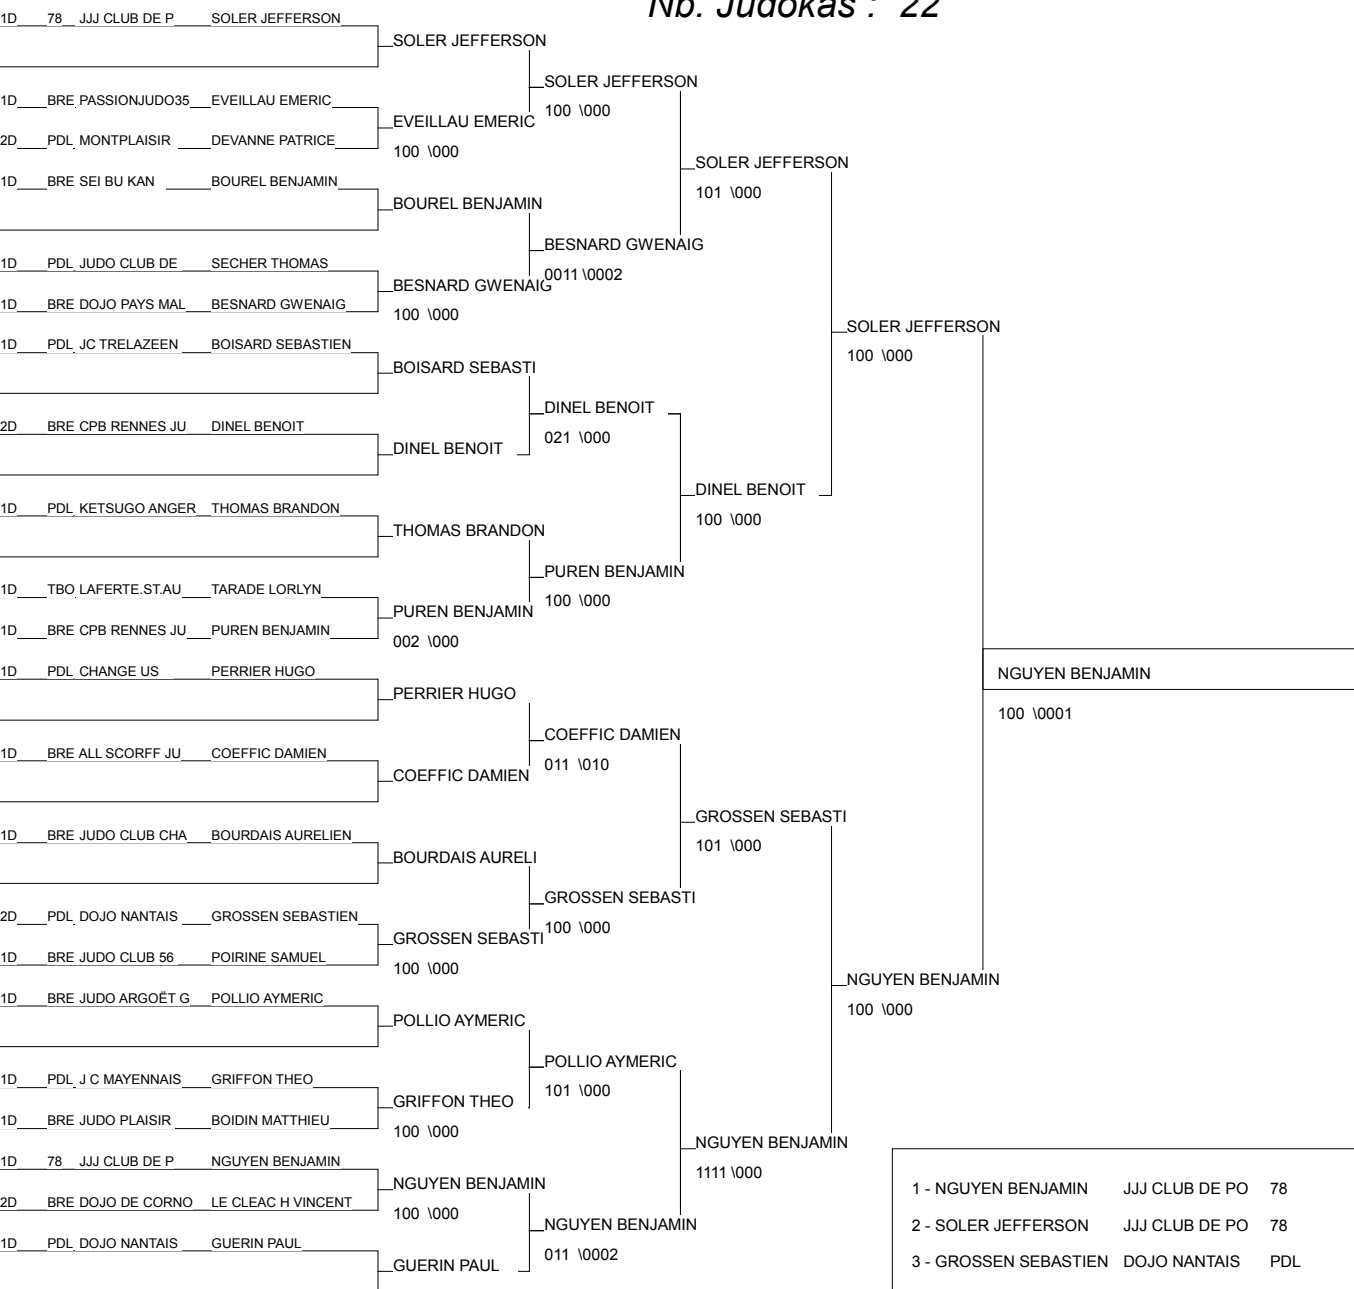 Nb. Judokas : 22
1D 78 JJJ CLUB DE P SOLER JEFFERSON
SOLER JEFFERSON
SOLER JEFFERSON
100 \000
1D BRE PASSIONJUDO35 EVEILLAU EMERIC
EVEILLAU EMERIC
100 \000
2D PDL MONTPLAISIR DEVANNE PATRICE
SOLER JEFFERSON
101 \000
1D BRE SEI BU KAN BOUREL BENJAMIN
BOUREL BENJAMIN
BESNARD GWENAIG
0011 \0002
1D PDL JUDO CLUB DE SECHER THOMAS
BESNARD GWENAIG
100 \000
1D BRE DOJO PAYS MAL BESNARD GWENAIG
SOLER JEFFERSON
100 \000
1D PDL JC TRELAZEEN BOISARD SEBASTIEN
BOISARD SEBASTI
DINEL BENOIT
021 \000
2D BRE CPB RENNES JU DINEL BENOIT
DINEL BENOIT
DINEL BENOIT
100 \000
1D PDL KETSUGO ANGER THOMAS BRANDON
THOMAS BRANDON
PUREN BENJAMIN
100 \000
1D TBO LAFERTE.ST.AU TARADE LORLYN
PUREN BENJAMIN
002 \000
1D BRE CPB RENNES JU PUREN BENJAMIN
NGUYEN BENJAMIN
100 \0001
1D PDL CHANGE US PERRIER HUGO
PERRIER HUGO
COEFFIC DAMIEN
011 \010
1D BRE ALL SCORFF JU COEFFIC DAMIEN
COEFFIC DAMIEN
GROSSEN SEBASTI
101 \000
1D BRE JUDO CLUB CHA BOURDAIS AURELIEN
BOURDAIS AURELI
GROSSEN SEBASTI
100 \000
2D PDL DOJO NANTAIS GROSSEN SEBASTIEN
GROSSEN SEBASTI
100 \000
1D BRE JUDO CLUB 56 POIRINE SAMUEL
NGUYEN BENJAMIN
100 \000
1D BRE JUDO ARGOËT G POLLIO AYMERIC
POLLIO AYMERIC
POLLIO AYMERIC
101 \000
1D PDL J C MAYENNAIS GRIFFON THEO
GRIFFON THEO
100 \000
1D BRE JUDO PLAISIR BOIDIN MATTHIEU
NGUYEN BENJAMIN
1111 \000
1D 78 JJJ CLUB DE P NGUYEN BENJAMIN
NGUYEN BENJAMIN
100 \000
2D BRE DOJO DE CORNO LE CLEAC H VINCENT
NGUYEN BENJAMIN
011 \0002
1D PDL DOJO NANTAIS GUERIN PAUL
GUERIN PAUL
1 - NGUYEN BENJAMIN JJJ CLUB DE PO 78
2 - SOLER JEFFERSON JJJ CLUB DE PO 78
3 - GROSSEN SEBASTIEN DOJO NANTAIS PDL